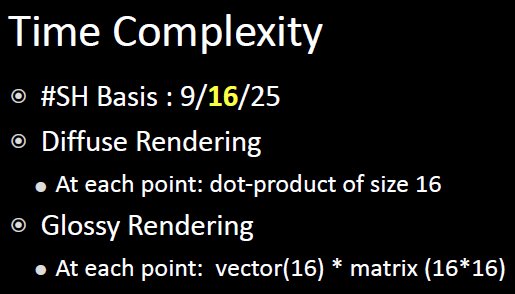 Time Complexity
#SH Basis : 9/16/25
Diffuse Rendering
At each point: dot-product of size 16
Glossy Rendering
At each point:  vector(16) * matrix (16*16)